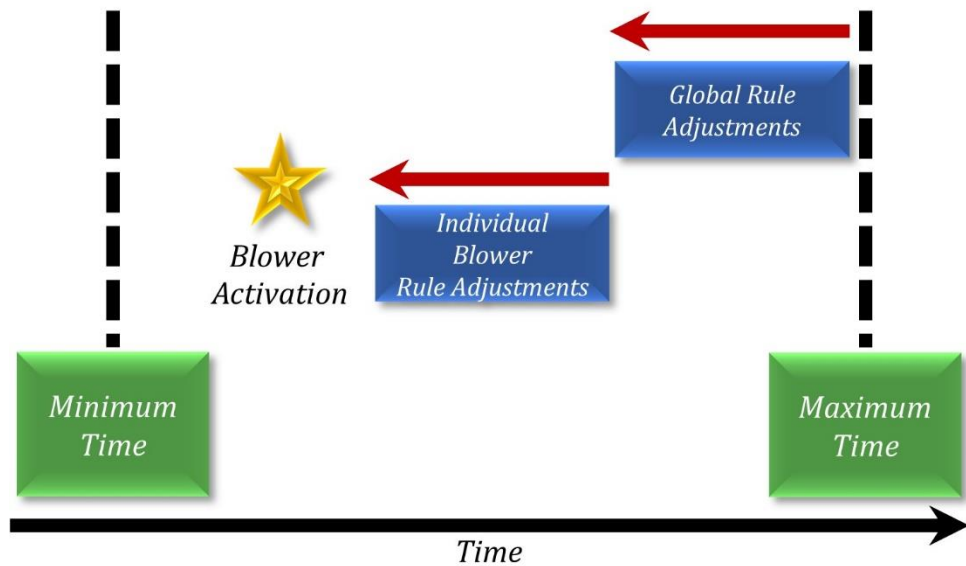 Global Rule
Adjustments
Individual
Blower
Rule Adjustments
Blower
Activation
Minimum
Time
Maximum
Time
Time